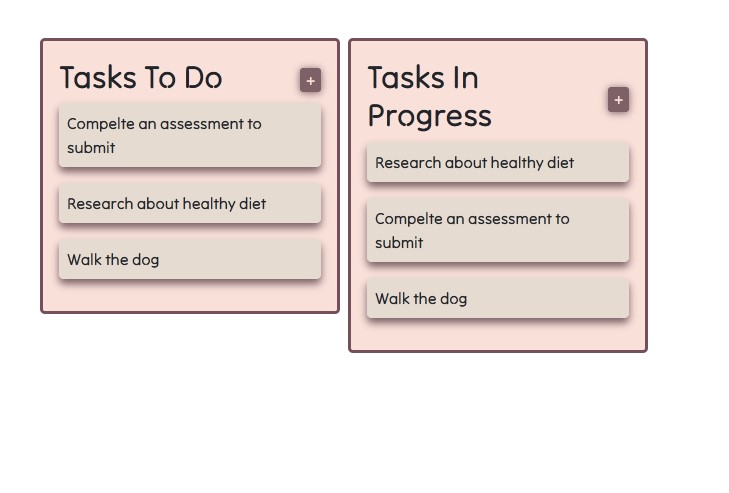 Tasks To Do
+
Compelte an assessment to
submit
Research about healthy diet
Walk the dog
Tasks In
Progress
+
Research about healthy diet
Compelte an assessment to
submit
Walk the dog